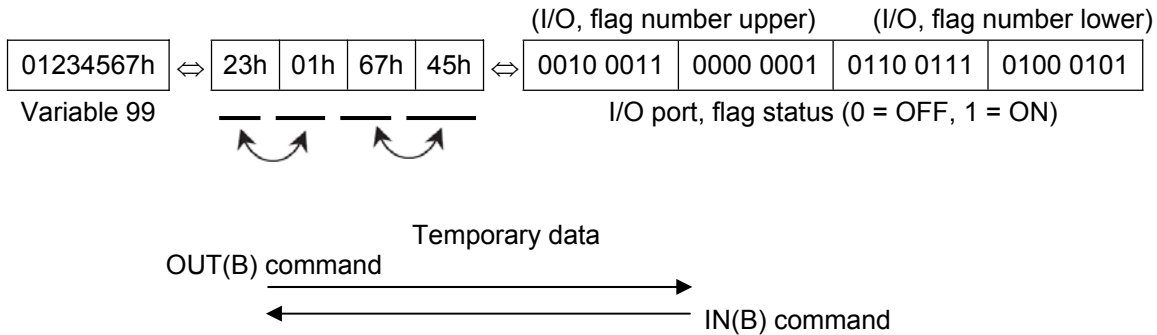 (I/O, flag number upper) (I/O, flag number lower)
01234567h ⇔ 23h 01h 67h 45h ⇔ 0010 0011 0000 0001 0110 0111 0100 0101
Variable 99 I/O port, flag status (0 = OFF, 1 = ON)
Temporary data
OUT(B) command
IN(B) command